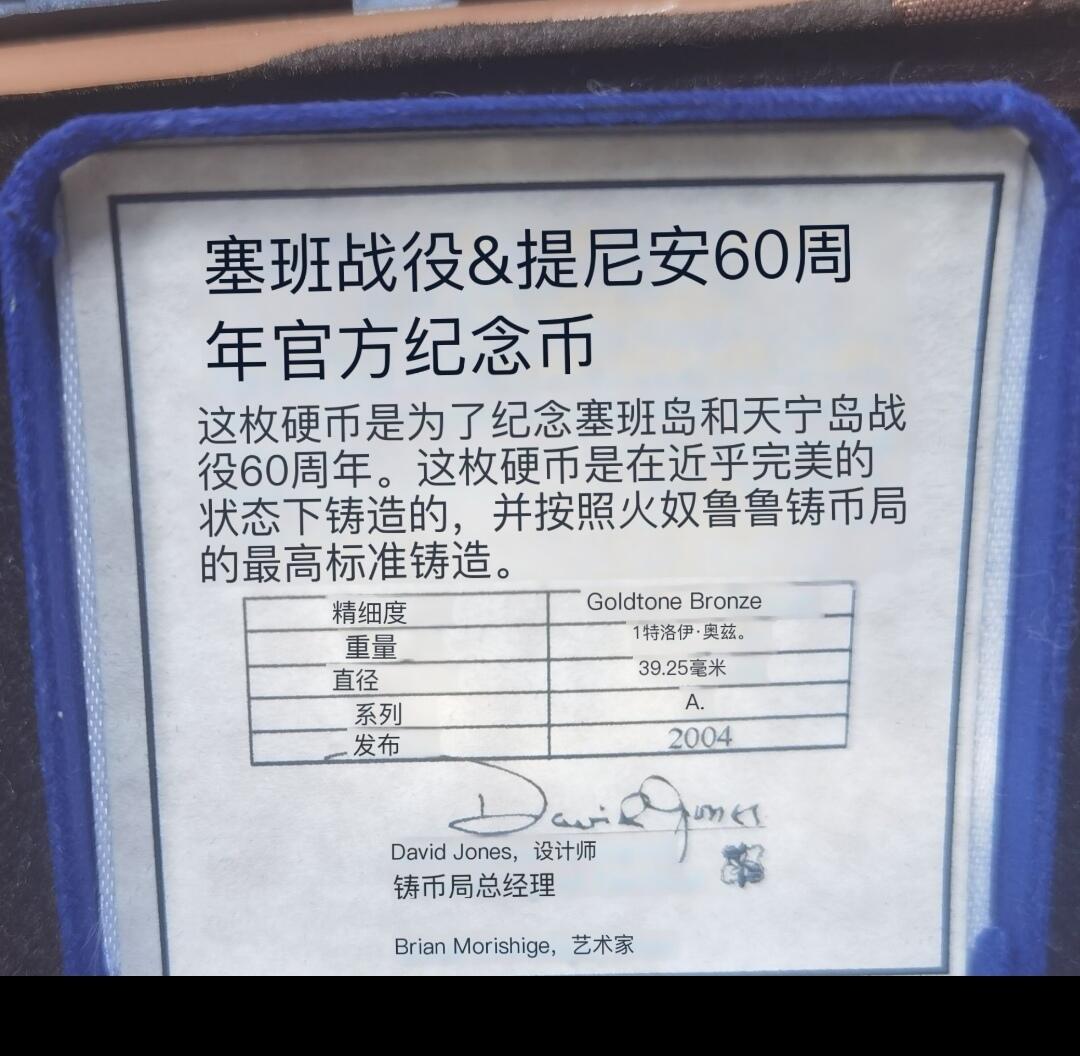 塞班战役&提尼安60周
年官方纪念币
这枚硬币是为了纪念塞班岛和天宁岛战
役60周年。这枚硬币是在近乎完美的
状态下铸造的，并按照火奴鲁鲁铸币局
的最高标准铸造。
精细度 Goldtone Bronze
重量 1特洛伊·奥兹。
直径 39.25毫米
系列 A.
发布 2004
David Jones
David Jones，设计师
铸币局总经理
Brian Morishige，艺术家